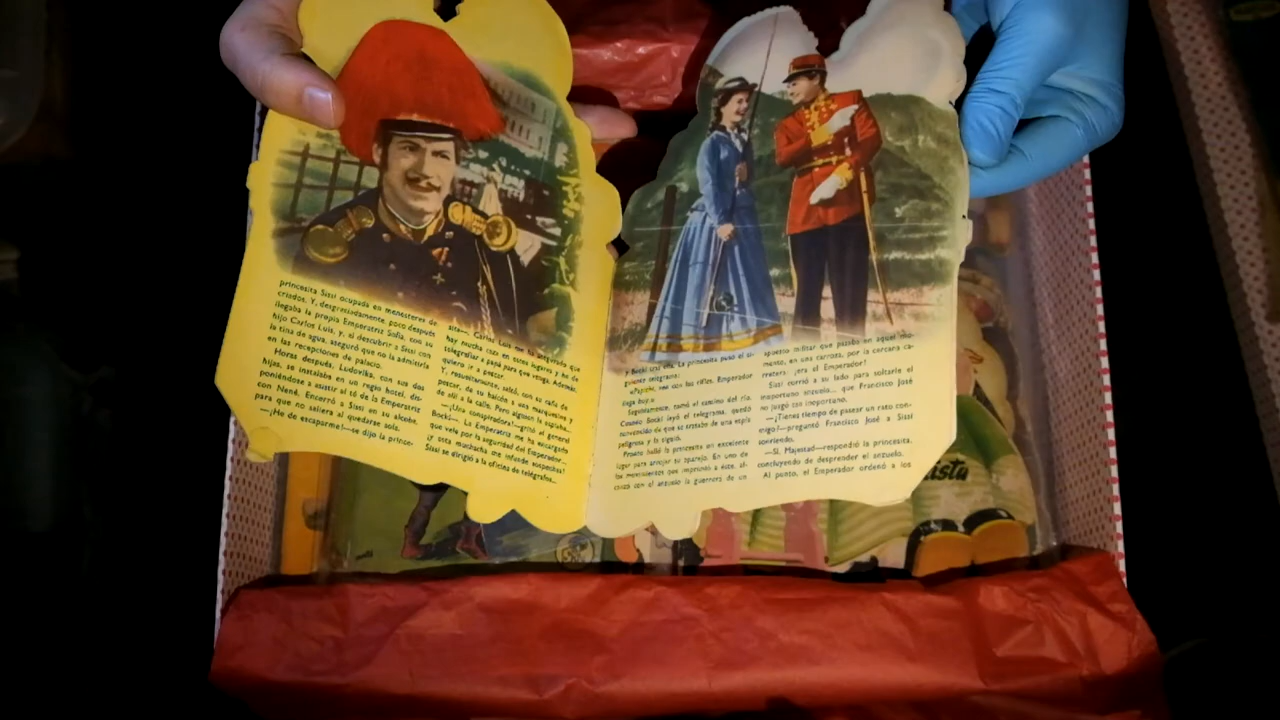 princesita Sissi ocupada en menesteres de
criados. Y, desgraciadamente, poco después
llegaba la propia Emperatriz Sofía, con su
hijo Carlos Luis, y, al descubrir a Sissi con
la tina de agua, aseguró que no la admitiría
en las recepciones de palacio.
Horas después, Ludovika, con sus dos
hijas, se instalaba en un regio hotel, dis-
poniéndose a asistir al té de la Emperatriz
con Nené. Encerró a Sissi en su alcoba,
para que no saliera al quedarse sola.
—¡He de escaparme!—se dijo la prince-
sita—. Carlos Luis me ha asegurado que
hay mucha caza en estos lugares y he de
telegrafiar a papá para que venga. Además,
quiero ir a pescar.
Y, resueltamente, salió, con su caña de
pescar, de su balcón a una marquesina y
de allí a la calle. Pero alguien la espiaba.
—¡Una conspiradora!—gritó el general
Bockl—. La Emperatriz me ha encargado
que vele por la seguridad del Emperador...
¡y esta muchacha me infunde sospechas!
Sissi se dirigió a la oficina de telégrafos...
y Bockl tras ella. La princesita puso el si-
guiente telegrama:
«Papaíto, ven con los rifles. Emperador
llega hoy.»
Seguidamente, tomó el camino del río.
Cuando Bockl leyó el telegrama, quedó
convencido de que se trataba de una espía
peligrosa y la siguió.
Pronto halló la princesita un excelente
lugar para arrojar su aparejo. En uno de
los movimientos que imprimió a éste, al-
canzó con el anzuelo la guerrera de un
apuesto militar que pasaba en aquel mo-
mento, en una carroza, por la cercana ca-
rretera: ¡era el Emperador!
Sissi corrió a su lado para soltarle el
inoportuno anzuelo... que Francisco José
no juzgó tan inoportuno.
—¿Tienes tiempo de pasear un rato con-
migo?—preguntó Francisco José a Sissi
sonriendo.
—Sí, Majestad—respondió la princesita,
concluyendo de desprender el anzuelo.
Al punto, el Emperador ordenó a los